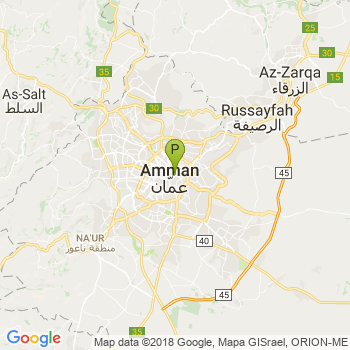 25
35
Az-Zarqa
الزرقاء
15
As-Salt
السلط
30
Russayfah
الرصيفة
P
Amman
عمان
45
NA'UR
منطقة ناعور
40
45
35
Google
Map data ©2018 Google, Mapa GISrael, ORION-ME